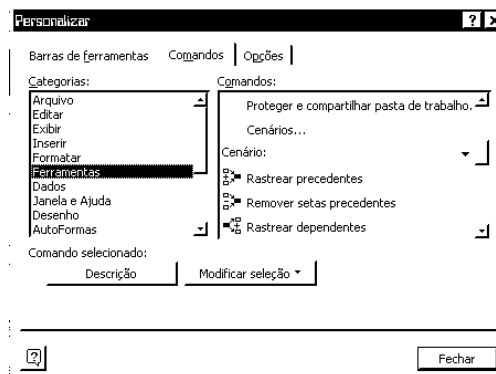 Personalizar
Barras de ferramentas Comandos Opções
Categorias:
Arquivo
Editar
Exibir
Inserir
Formatar
Ferramentas
Dados
Janela e Ajuda
Desenho
AutoFormas
Comandos:
Proteger e compartilhar pasta de trabalho.
Cenários...
Cenário:
Rastrear precedentes
Remover setas precedentes
Rastrear dependentes
Comando selecionado:
Descrição Modificar seleção
Fechar